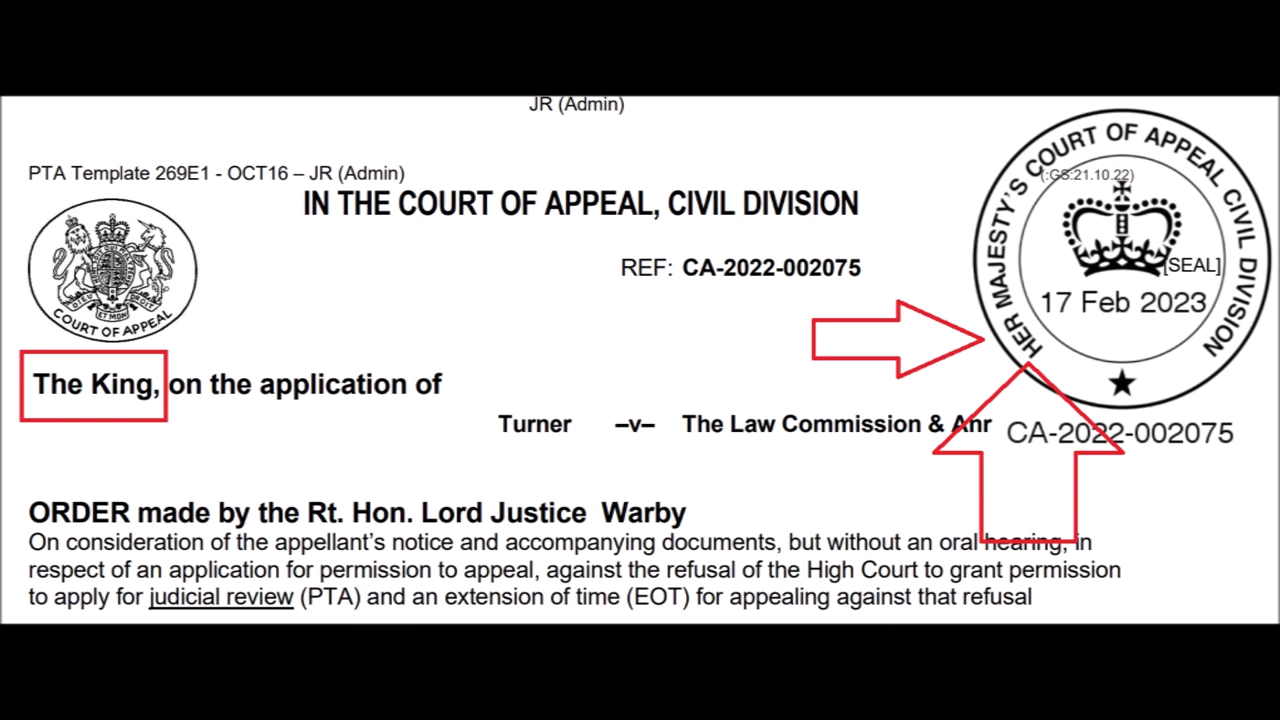 JR (Admin)
PTA Template 269E1 - OCT16 – JR (Admin)
(:GS:21.10.22)
IN THE COURT OF APPEAL, CIVIL DIVISION
HER MAJESTY'S COURT OF APPEAL CIVIL DIVISION
REF: CA-2022-002075
[SEAL]
17 Feb 2023
DIEU ET MON DROIT
COURT OF APPEAL
The King, on the application of
Turner –v– The Law Commission & Anr
CA-2022-002075
ORDER made by the Rt. Hon. Lord Justice Warby
On consideration of the appellant's notice and accompanying documents, but without an oral hearing, in
respect of an application for permission to appeal, against the refusal of the High Court to grant permission
to apply for judicial review (PTA) and an extension of time (EOT) for appealing against that refusal